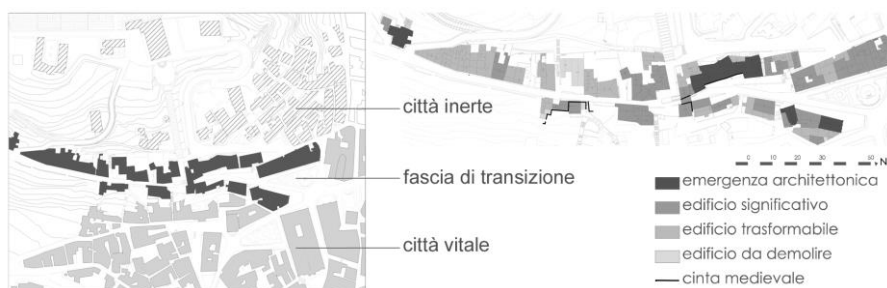 città inerte
fascia di transizione
città vitale
0 10 20 30 50 N
emergenza architettonica
edificio significativo
edificio trasformabile
edificio da demolire
cinta medievale